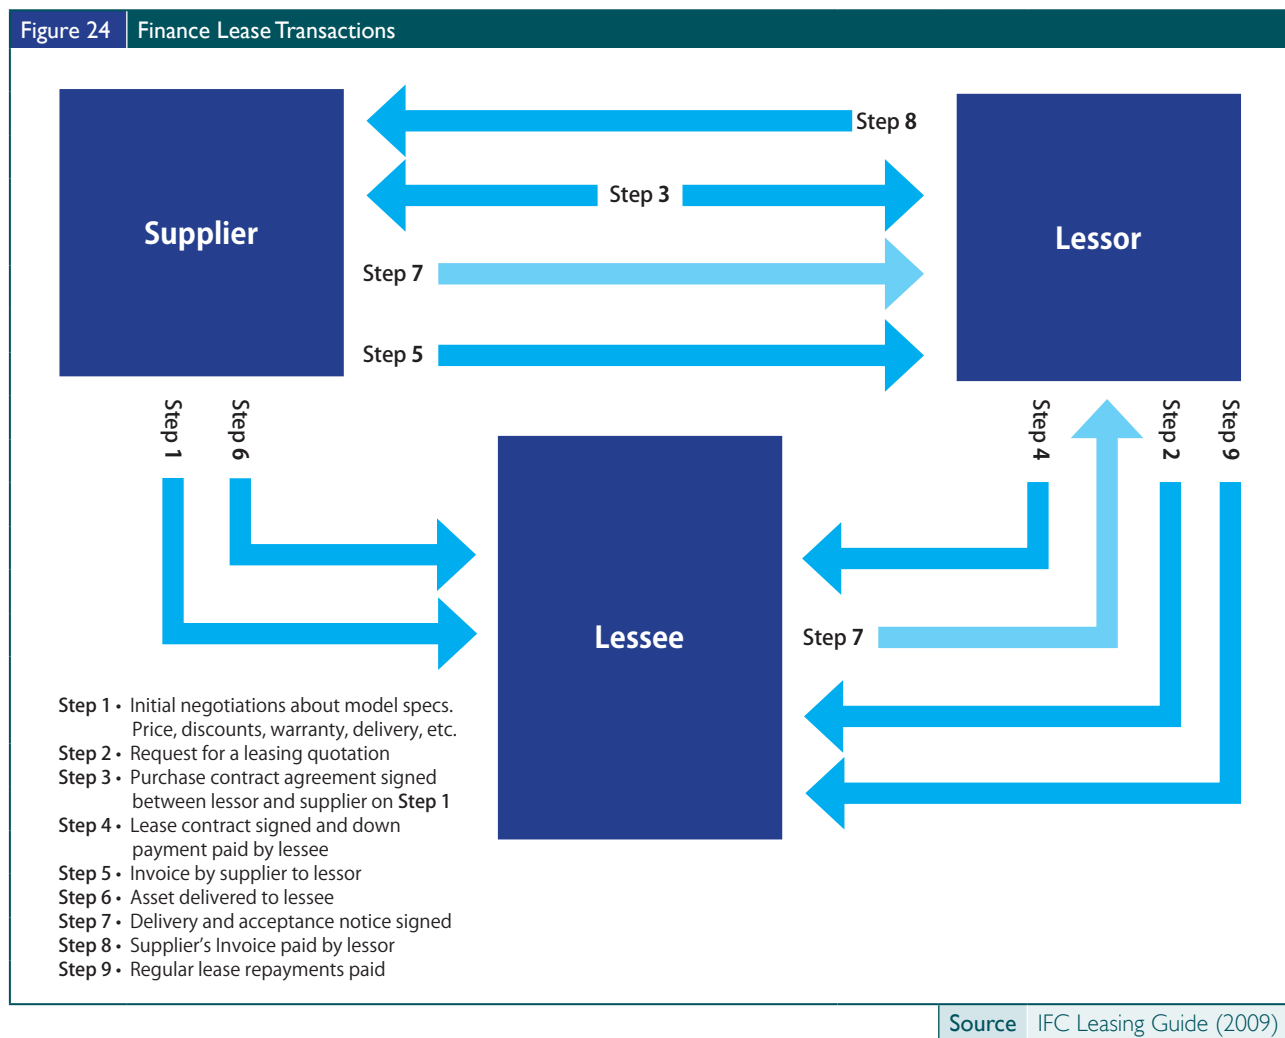 Figure 24 Finance Lease Transactions
Step 8
Step 3
Supplier
Lessor
Step 7
Step 5
Step 1
Step 6
Step 4
Step 2
Step 9
Lessee
Step 7
Step 1 • Initial negotiations about model specs.
Price, discounts, warranty, delivery, etc.
Step 2 • Request for a leasing quotation
Step 3 • Purchase contract agreement signed
between lessor and supplier on Step 1
Step 4 • Lease contract signed and down
payment paid by lessee
Step 5 • Invoice by supplier to lessor
Step 6 • Asset delivered to lessee
Step 7 • Delivery and acceptance notice signed
Step 8 • Supplier's Invoice paid by lessor
Step 9 • Regular lease repayments paid
Source IFC Leasing Guide (2009)